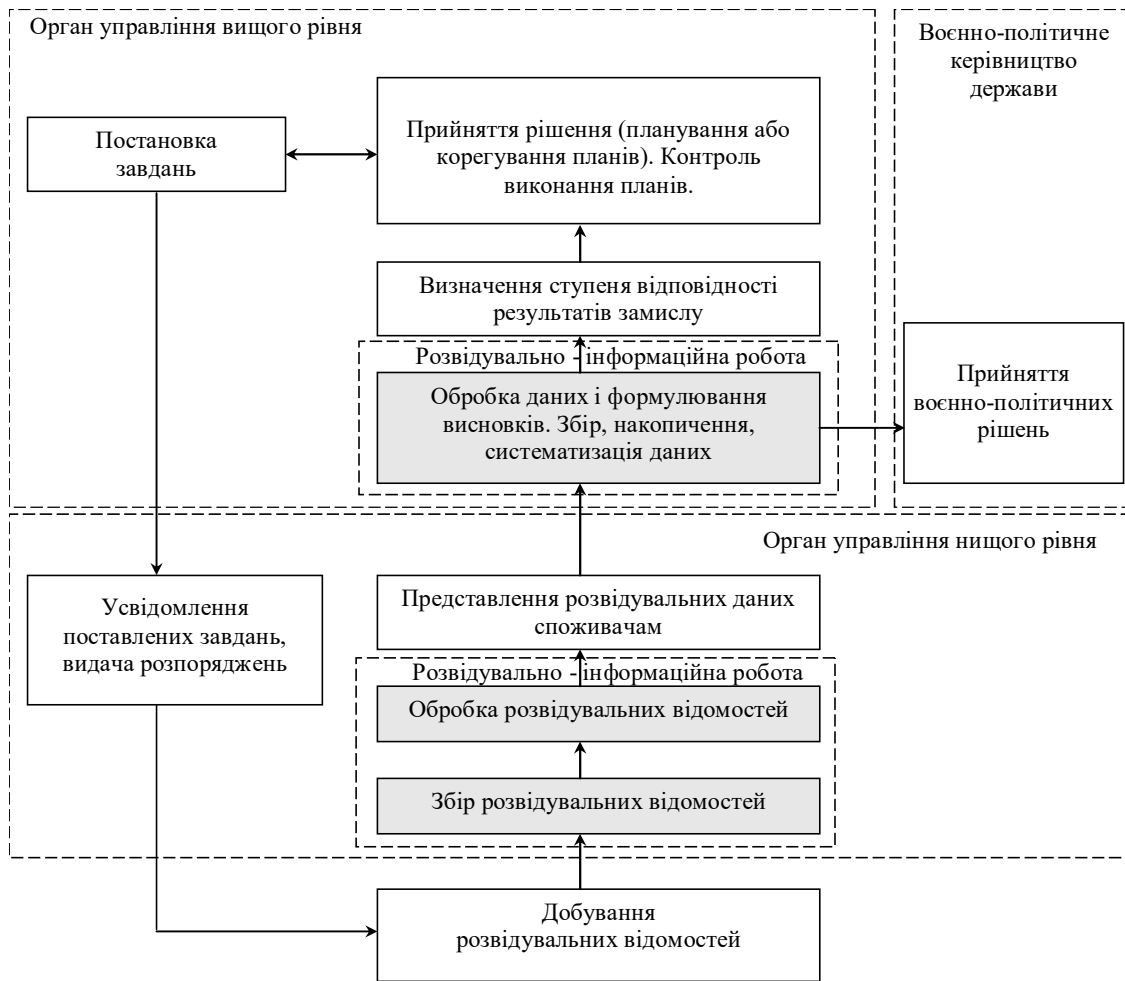 Орган управління вищого рівня
Воєнно-політичне
керівництво
держави
Постановка
завдань
Прийняття рішення (планування або
корегування планів). Контроль
виконання планів.
Визначення ступеня відповідності
результатів замислу
Розвідувально - інформаційна робота
Обробка даних і формулювання
висновків. Збір, накопичення,
систематизація даних
Прийняття
воєнно-політичних
рішень
Орган управління нищого рівня
Усвідомлення
поставлених завдань,
видача розпоряджень
Представлення розвідувальних даних
споживачам
Розвідувально - інформаційна робота
Обробка розвідувальних відомостей
Збір розвідувальних відомостей
Добування
розвідувальних відомостей